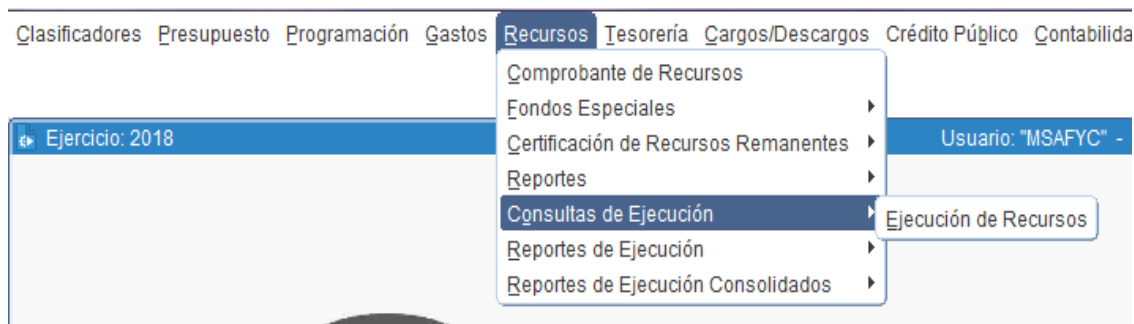 Clasificadores Presupuesto Programación Gastos Recursos Tesorería Cargos/Descargos Crédito Público Contabilida
Comprobante de Recursos
Fondos Especiales
Ejercicio: 2018
Usuario: "MSAFYC" -
Certificación de Recursos Remanentes
Reportes
Consultas de Ejecución
Ejecución de Recursos
Reportes de Ejecución
Reportes de Ejecución Consolidados